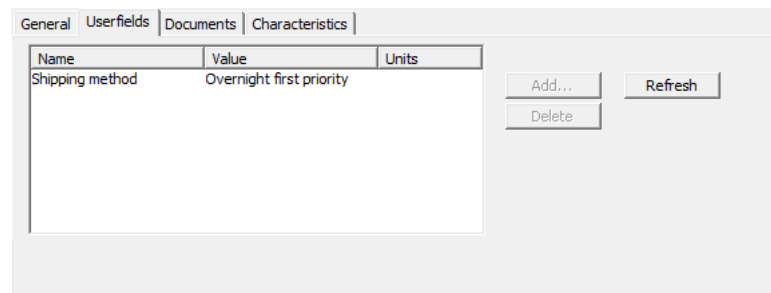 General Userfields Documents Characteristics
Name Value Units
Shipping method Overnight first priority
Add... Refresh
Delete